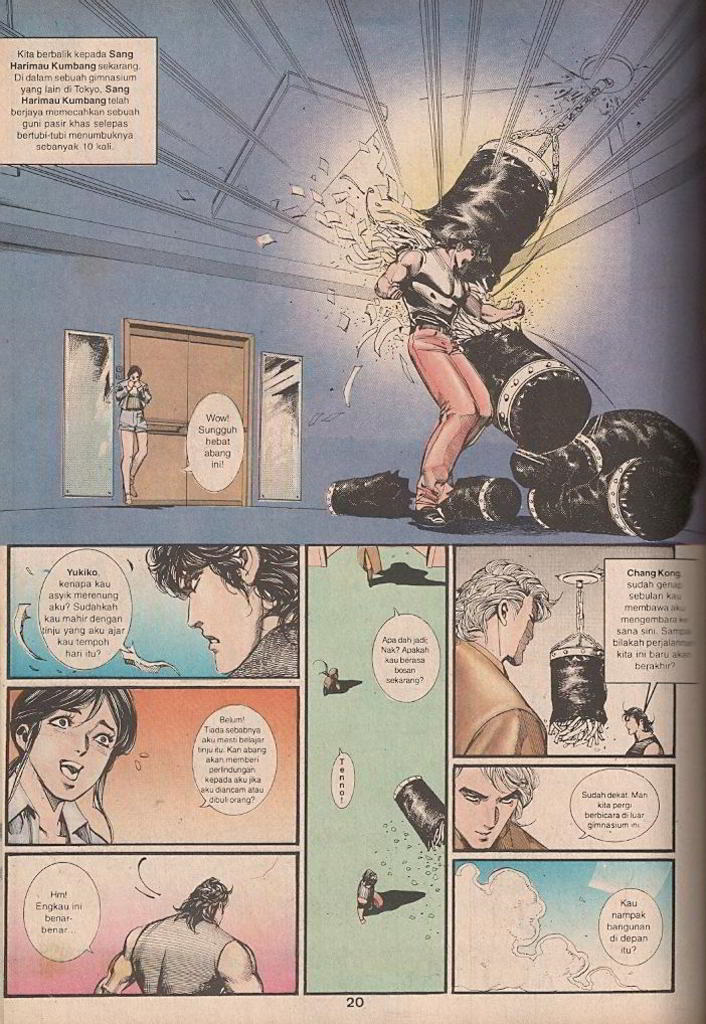 Kita berbalik kepada Sang
Harimau Kumbang sekarang.
Di dalam sebuah gimnasium
yang lain di Tokyo, Sang
Harimau Kumbang telah
berjaya memecahkan sebuah
guni pasir khas selepas
bertubi-tubi menumbuknya
sebanyak 10 kali.
Wow!
Sungguh
hebat
abang
ini!
Yukiko,
kenapa kau
asyik merenung
aku? Sudahkah
kau mahir dengan
tinju yang aku ajar
kau tempoh
hari itu?
Belum!
Tiada sebabnya
aku mesti belajar
tinju itu. Kan abang
akan memberi
perlindungan
kepada aku jika
aku diancam atau
dibuli orang?
Hm!
Engkau ini
benar-
benar...
Apa dah jadi,
Nak? Apakah
kau berasa
bosan
sekarang?
Tenno!
Chang Kong,
sudah genap
sebulan kau
membawa aku
mengembara ke
sana sini. Sampai
bilakah perjalanan
kita ini baru akan
berakhir?
Sudah dekat. Mari
kita pergi
berbicara di luar
gimnasium ini.
Kau
nampak
bangunan
di depan
itu?
20